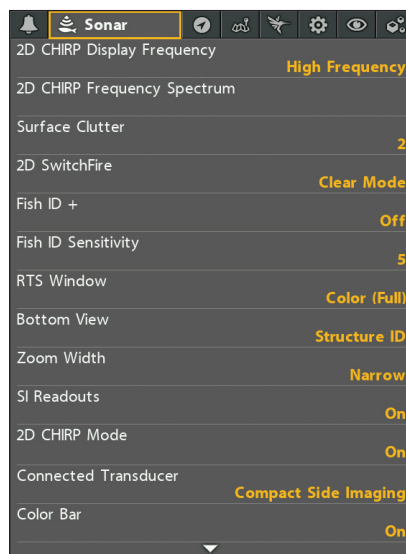 Sonar
2D CHIRP Display Frequency
High Frequency
2D CHIRP Frequency Spectrum
Surface Clutter
2
2D SwitchFire
Clear Mode
Fish ID +
Off
Fish ID Sensitivity
5
RTS Window
Color (Full)
Bottom View
Structure ID
Zoom Width
Narrow
SI Readouts
On
2D CHIRP Mode
On
Connected Transducer
Compact Side Imaging
Color Bar
On